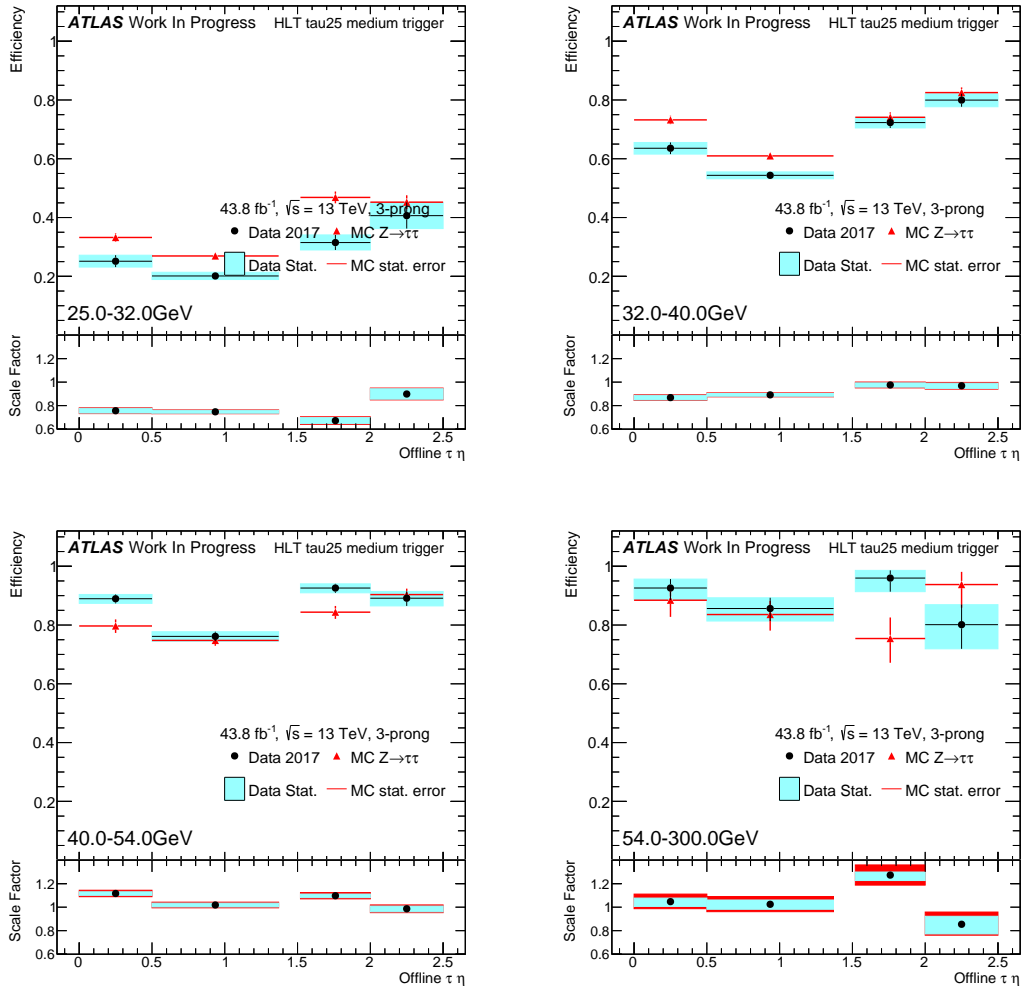 ATLAS Work In Progress HLT tau25 medium trigger
Efficiency
1
0.8
0.6
0.4
0.2
43.8 fb⁻¹, √s = 13 TeV, 3-prong
Data 2017 MC Z→ττ
Data Stat. MC stat. error
25.0-32.0GeV
Scale Factor
1.2
1
0.8
0.6
0 0.5 1 1.5 2 2.5
Offline τ η
ATLAS Work In Progress HLT tau25 medium trigger
Efficiency
1
0.8
0.6
0.4
0.2
43.8 fb⁻¹, √s = 13 TeV, 3-prong
Data 2017 MC Z→ττ
Data Stat. MC stat. error
32.0-40.0GeV
Scale Factor
1.2
1
0.8
0.6
0 0.5 1 1.5 2 2.5
Offline τ η
ATLAS Work In Progress HLT tau25 medium trigger
Efficiency
1
0.8
0.6
0.4
0.2
43.8 fb⁻¹, √s = 13 TeV, 3-prong
Data 2017 MC Z→ττ
Data Stat. MC stat. error
40.0-54.0GeV
Scale Factor
1.2
1
0.8
0.6
0 0.5 1 1.5 2 2.5
Offline τ η
ATLAS Work In Progress HLT tau25 medium trigger
Efficiency
1
0.8
0.6
0.4
0.2
43.8 fb⁻¹, √s = 13 TeV, 3-prong
Data 2017 MC Z→ττ
Data Stat. MC stat. error
54.0-300.0GeV
Scale Factor
1.2
1
0.8
0.6
0 0.5 1 1.5 2 2.5
Offline τ η